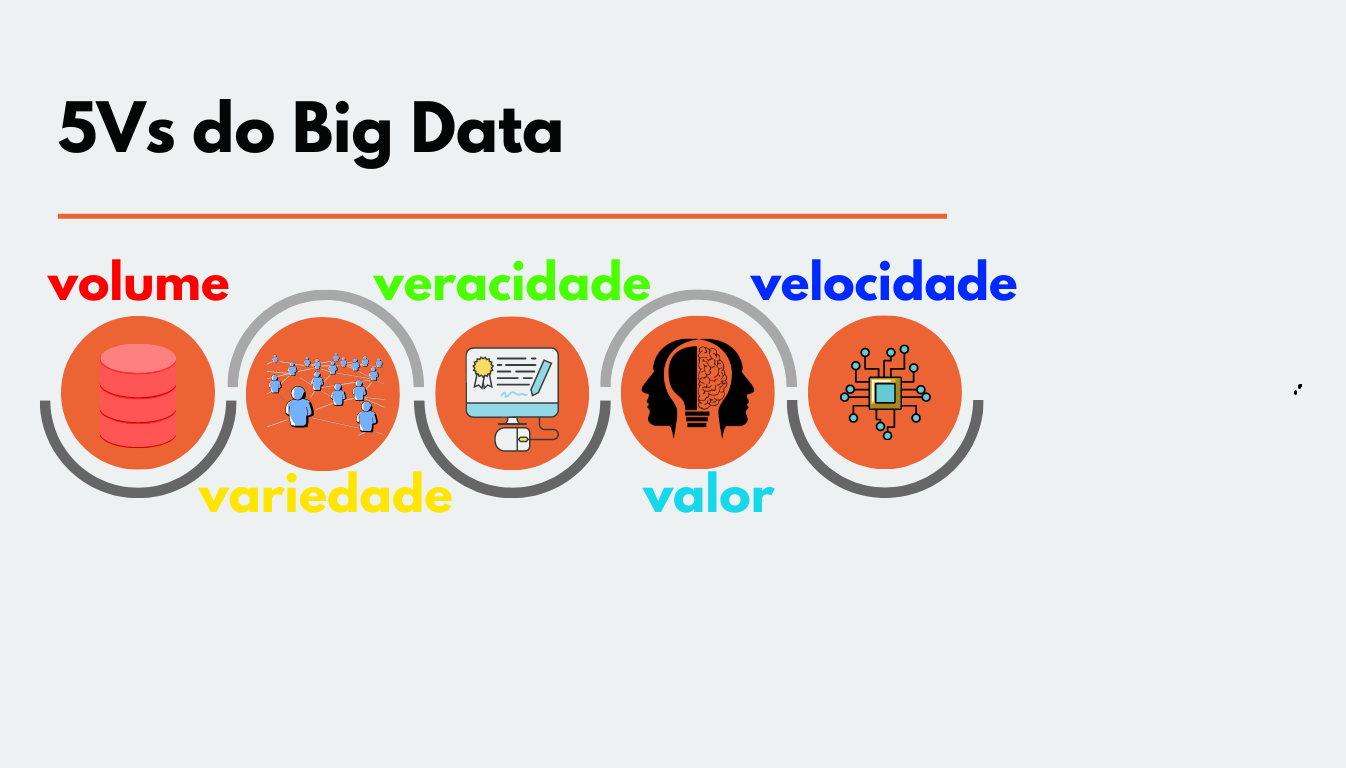 5Vs do Big Data
volume
veracidade
velocidade
variedade
valor